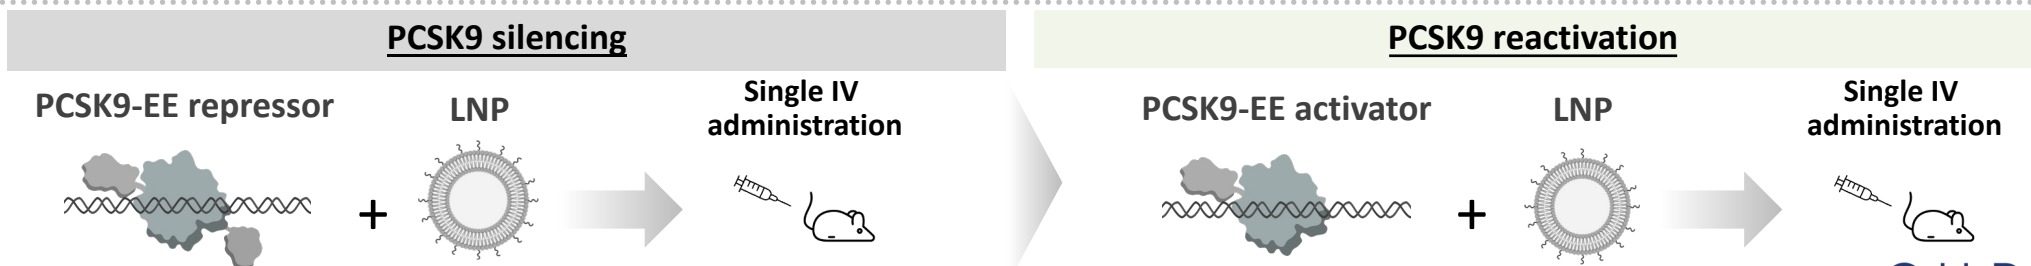 PCSK9 silencing
PCSK9 reactivation
PCSK9-EE repressor
LNP
Single IV
administration
+
PCSK9-EE activator
LNP
Single IV
administration
+